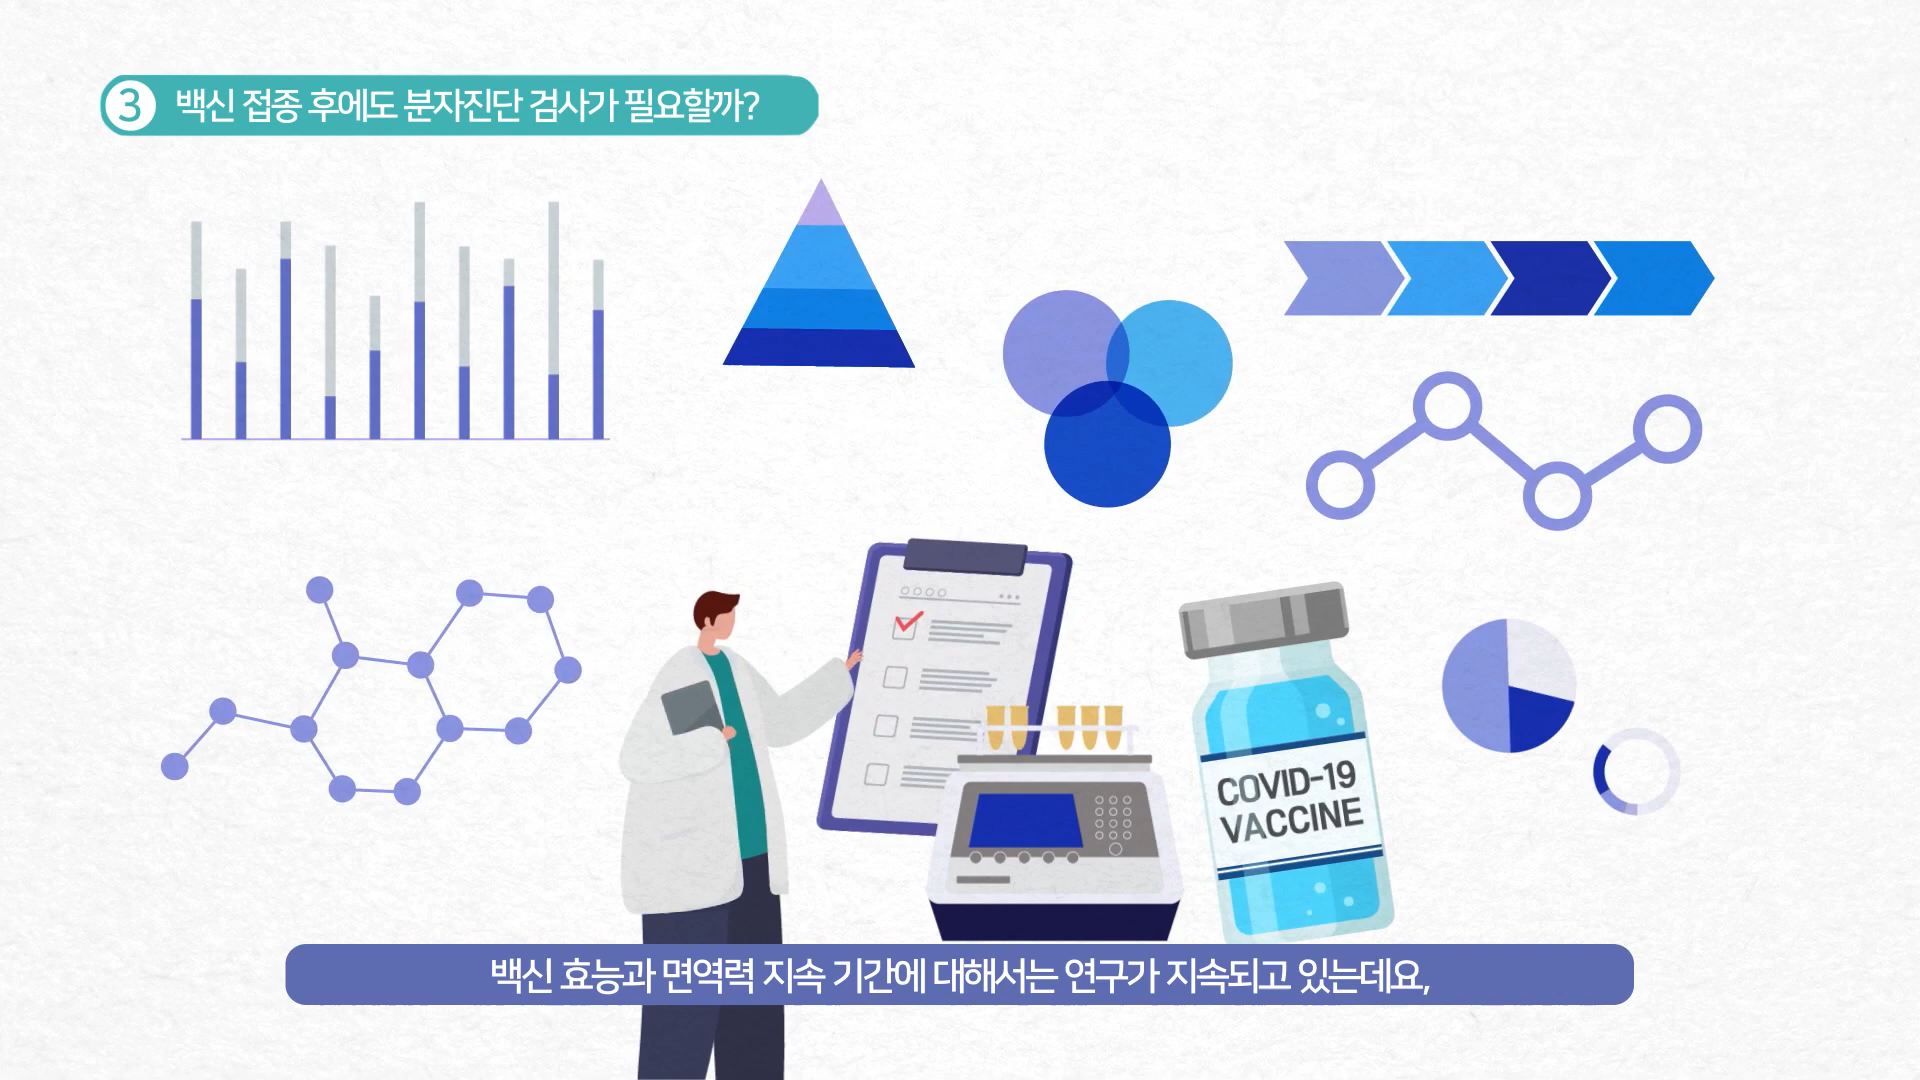 3 백신 접종 후에도 분자진단 검사가 필요할까?
COVID-19
VACCINE
백신 효능과 면역력 지속 기간에 대해서는 연구가 지속되고 있는데요,